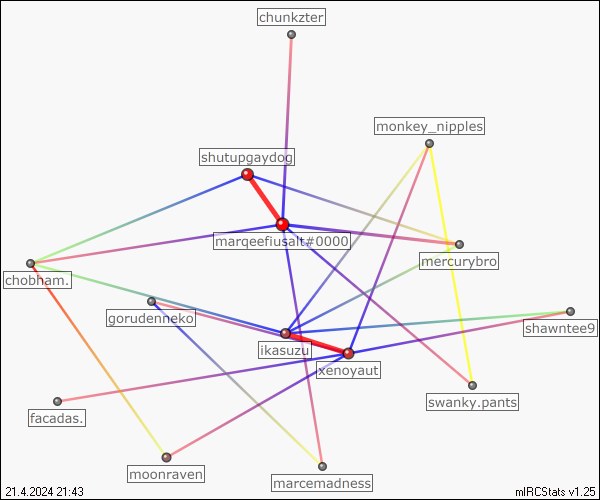 chunkzter
monkey_nipples
shutupgaydog
marqeefiusalt#0000
mercurybro
chobham.
gorudenneko
shawntee9
ikasuzu
xenoyaut
swanky.pants
facadas.
moonraven
marcemadness
21.4.2024 21:43
mIRCStats v1.25